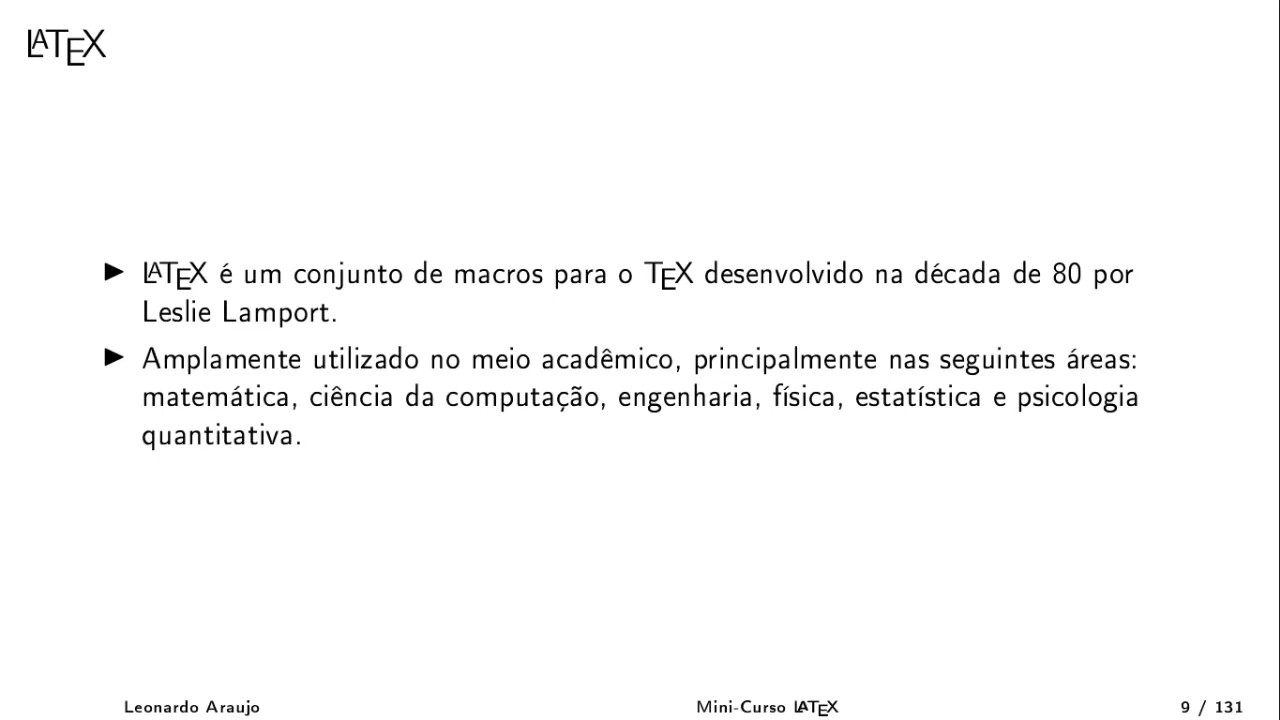 LATEX
▶ LATEX é um conjunto de macros para o TEX desenvolvido na década de 80 por
Leslie Lamport.
▶ Amplamente utilizado no meio acadêmico, principalmente nas seguintes áreas:
matemática, ciência da computação, engenharia, física, estatística e psicologia
quantitativa.
Leonardo Araujo Mini-Curso LATEX 9 / 131